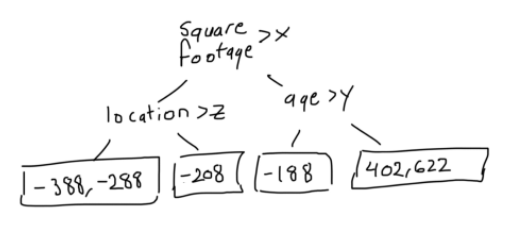 Square >X
footage
location >Z
age >Y
-388, -288
-208
-188
402, 622